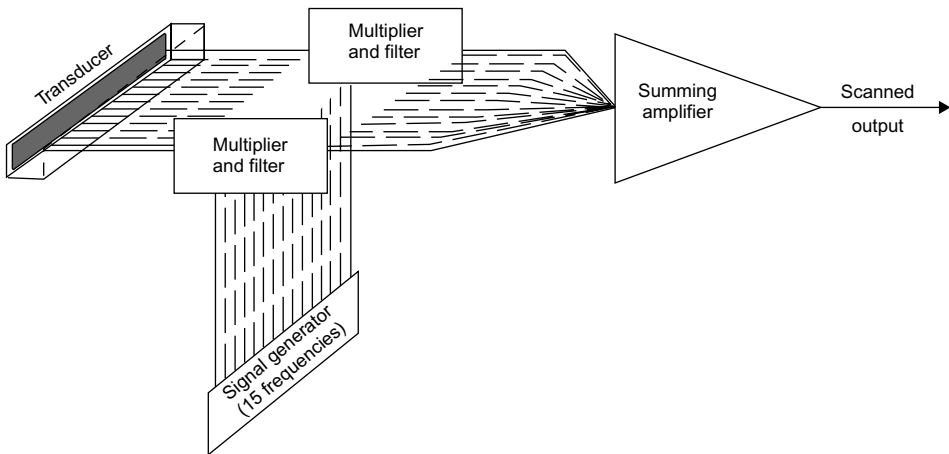 Transducer
Multiplier
and filter
Multiplier
and filter
Summing
amplifier
Scanned
output
Signal generator
(15 frequencies)